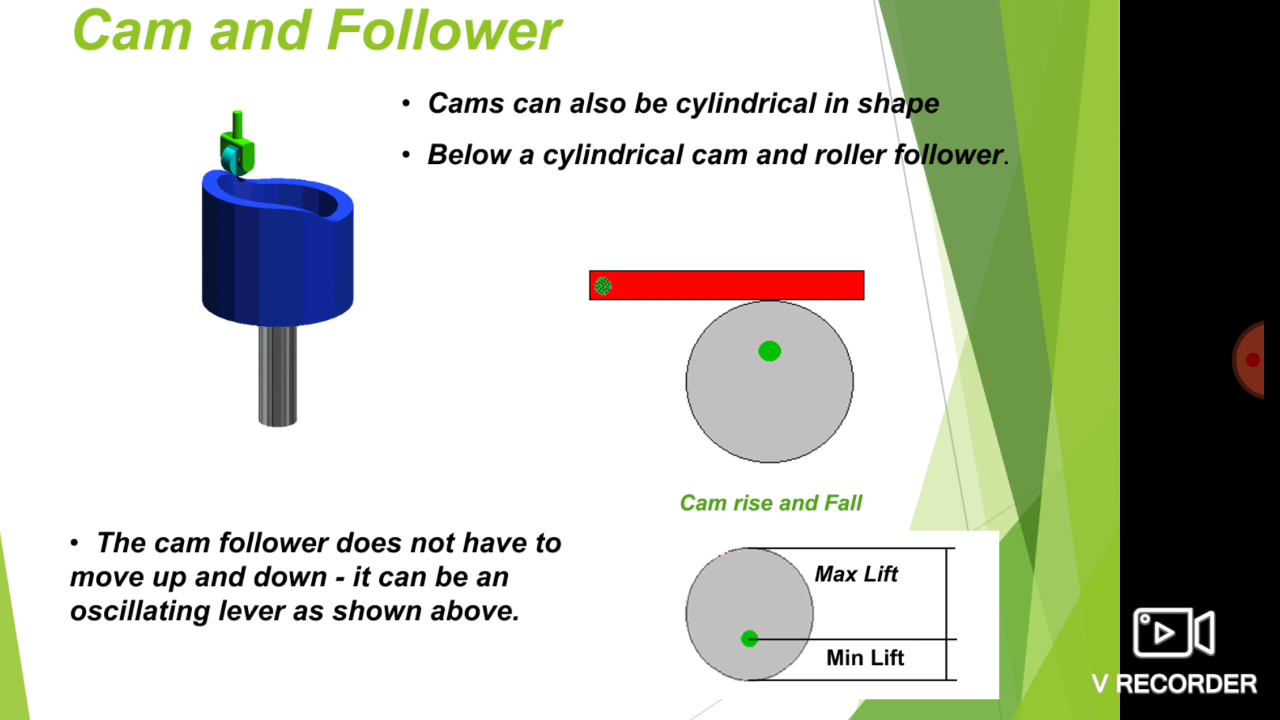 Cam and Follower
• Cams can also be cylindrical in shape
• Below a cylindrical cam and roller follower.
Cam rise and Fall
• The cam follower does not have to
move up and down - it can be an
oscillating lever as shown above.
Max Lift
Min Lift
V RECORDER